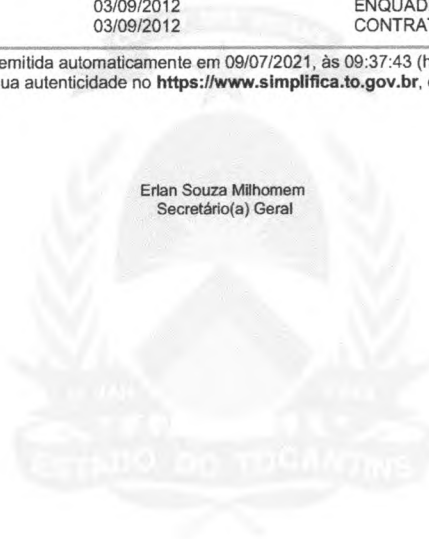 03/09/2012 ENQUAD
03/09/2012 CONTRAT
emitida automaticamente em 09/07/2021, às 09:37:43 (h
ua autenticidade no https://www.simplifica.to.gov.br,
Erlan Souza Milhomem
Secretário(a) Geral
ESTADO DO TOCANTINS